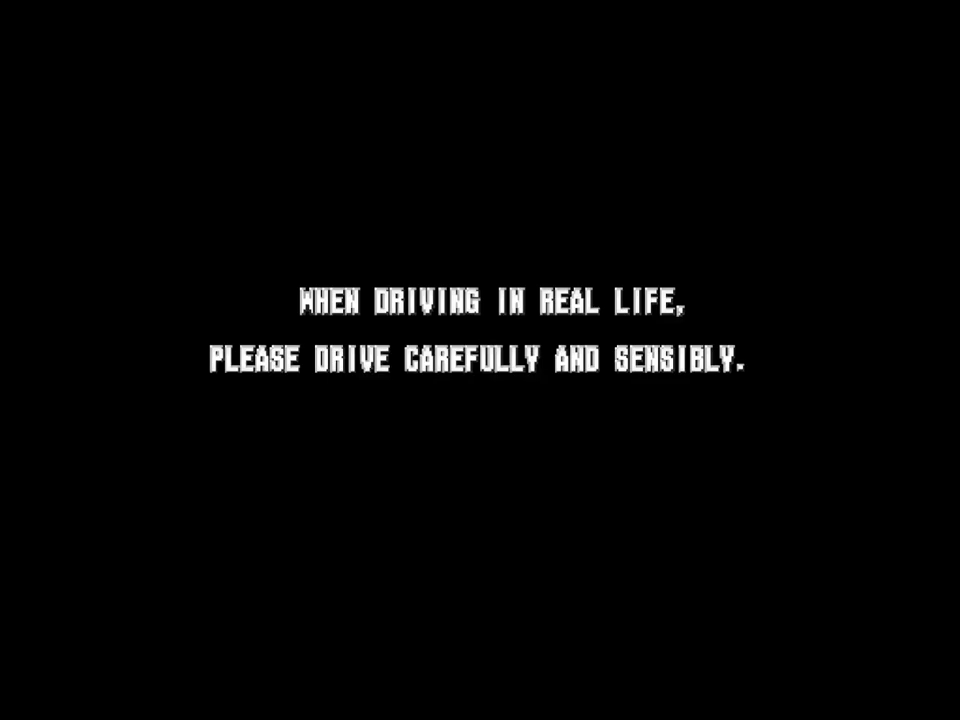 WHEN DRIVING IN REAL LIFE,
PLEASE DRIVE CAREFULLY AND SENSIBLY.